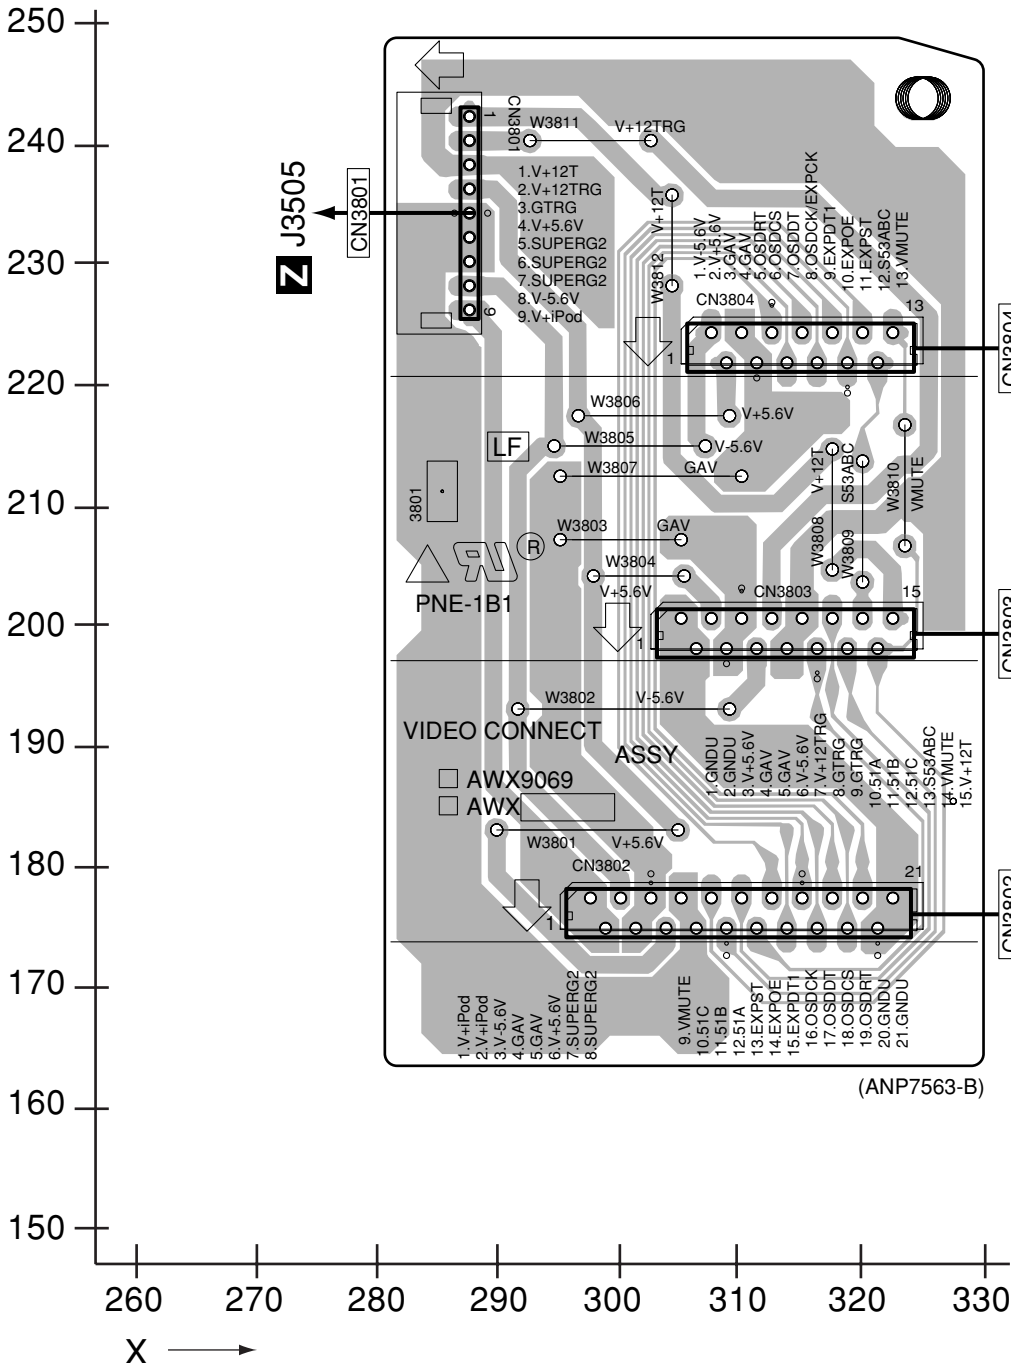 250
240
230
220
210
200
190
180
170
160
150
260
270
280
290
300
310
320
330
X
Z J3505
CN3801
CN3801
1
9
W3811
V+12TRG
1.V+12T
2.V+12TRG
3.GTRG
4.V+5.6V
5.SUPERG2
6.SUPERG2
7.SUPERG2
8.V-5.6V
9.V+iPod
W3812
V+12T
1.V-5.6V
2.V+5.6V
3.GAV
4.GAV
5.OSDRT
6.OSDCS
7.OSDDT
8.OSDCK/EXPCK
9.EXPDT1
10.EXPOE
11.EXPST
12.S53ABC
13.VMUTE
CN3804
13
1
CN3804
W3806
V+5.6V
W3805
V-5.6V
LF
W3807
GAV
3801
V+12T
S53ABC
W3810
VMUTE
W3808
W3809
W3803
GAV
R
W3804
V+5.6V
PNE-1B1
CN3803
15
1
CN3803
W3802
V-5.6V
VIDEO CONNECT
ASSY
1.GNDU
2.GNDU
3.V+5.6V
4.GAV
5.GAV
6.V-5.6V
7.V+12TRG
8.GTRG
9.GTRG
10.51A
11.51B
12.51C
13.S53ABC
14.VMUTE
15.V+12T
AWX9069
AWX
W3801
V+5.6V
CN3802
21
1
CN3802
1.V+iPod
2.V+iPod
3.V-5.6V
4.GAV
5.GAV
6.V+5.6V
7.SUPERG2
8.SUPERG2
9.VMUTE
10.51C
11.51B
12.51A
13.EXPST
14.EXPOE
15.EXPDT1
16.OSDCK
17.OSDDT
18.OSDCS
19.OSDRT
20.GNDU
21.GNDU
(ANP7563-B)